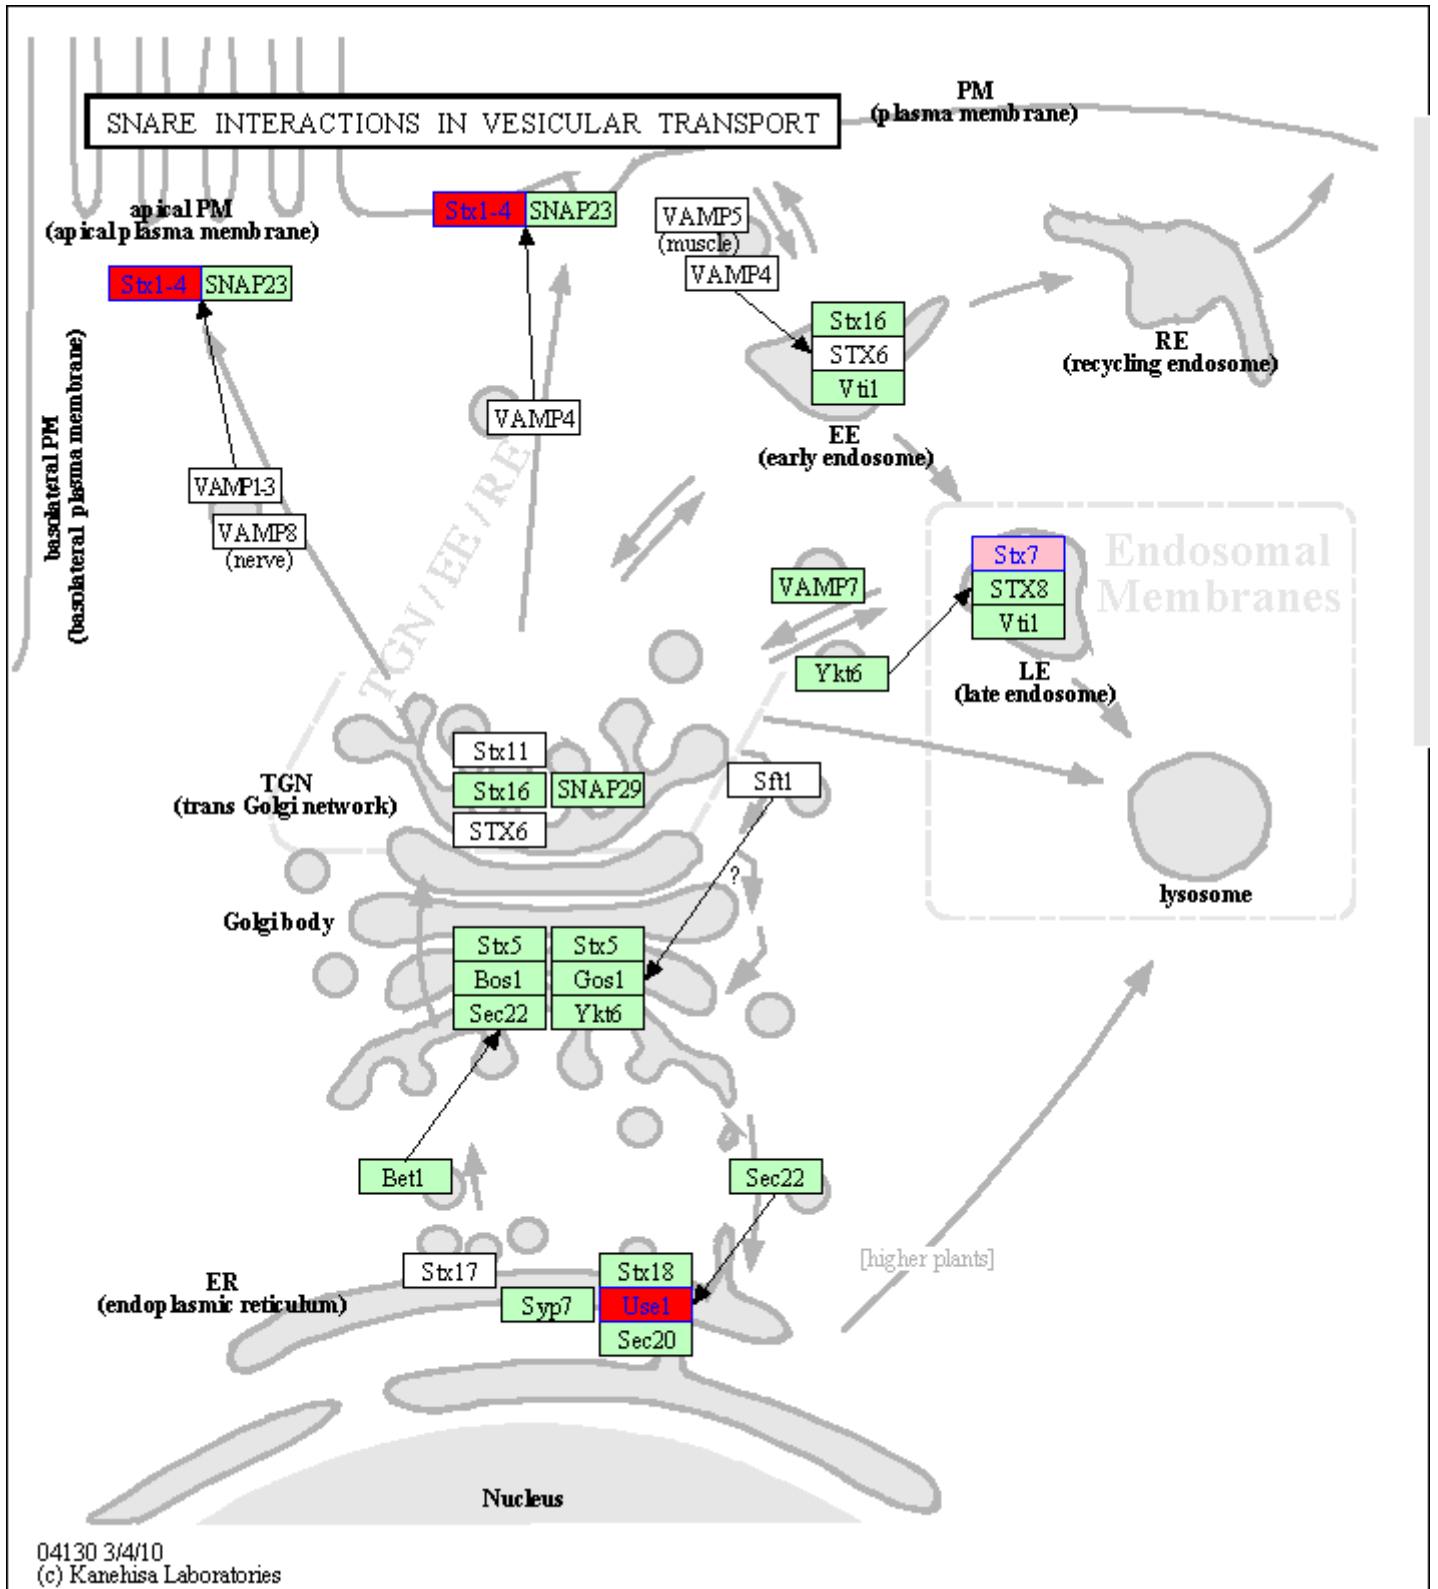 SNARE INTERACTIONS IN VESICULAR TRANSPORT
PM
(plasma membrane)
apical PM
(apical plasma membrane)
Stx1-4
SNAP23
Stx1-4
SNAP23
VAMP5
(muscle)
VAMP4
Stx16
STX6
Vti1
EE
(early endosome)
RE
(recycling endosome)
basolateral PM
(basolateral plasma membrane)
VAMP4
VAMP1-3
VAMP8
(nerve)
TGN/EE/RE
Endosomal
Membranes
Stx7
STX8
Vti1
LE
(late endosome)
VAMP7
Ykt6
lysosome
TGN
(trans Golgi network)
Stx11
Stx16
SNAP29
STX6
Sft1
?
Golgi body
Stx5
Stx5
Bos1
Gos1
Sec22
Ykt6
Bet1
Sec22
[higher plants]
ER
(endoplasmic reticulum)
Stx17
Stx18
Syp7
Use1
Sec20
Nucleus
04130 3/4/10
(c) Kanehisa Laboratories